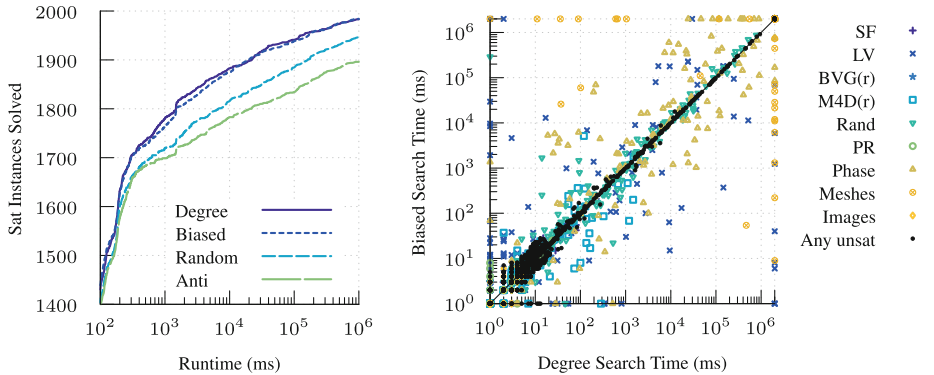 Sat Instances Solved
2000
1900
1800
1700
1600
1500
1400
Degree
Biased
Random
Anti
10^2
10^3
10^4
10^5
10^6
Runtime (ms)
Biased Search Time (ms)
10^6
10^5
10^4
10^3
10^2
10^1
10^0
10^0
10^1
10^2
10^3
10^4
10^5
10^6
Degree Search Time (ms)
SF
LV
BVG(r)
M4D(r)
Rand
PR
Phase
Meshes
Images
Any unsat